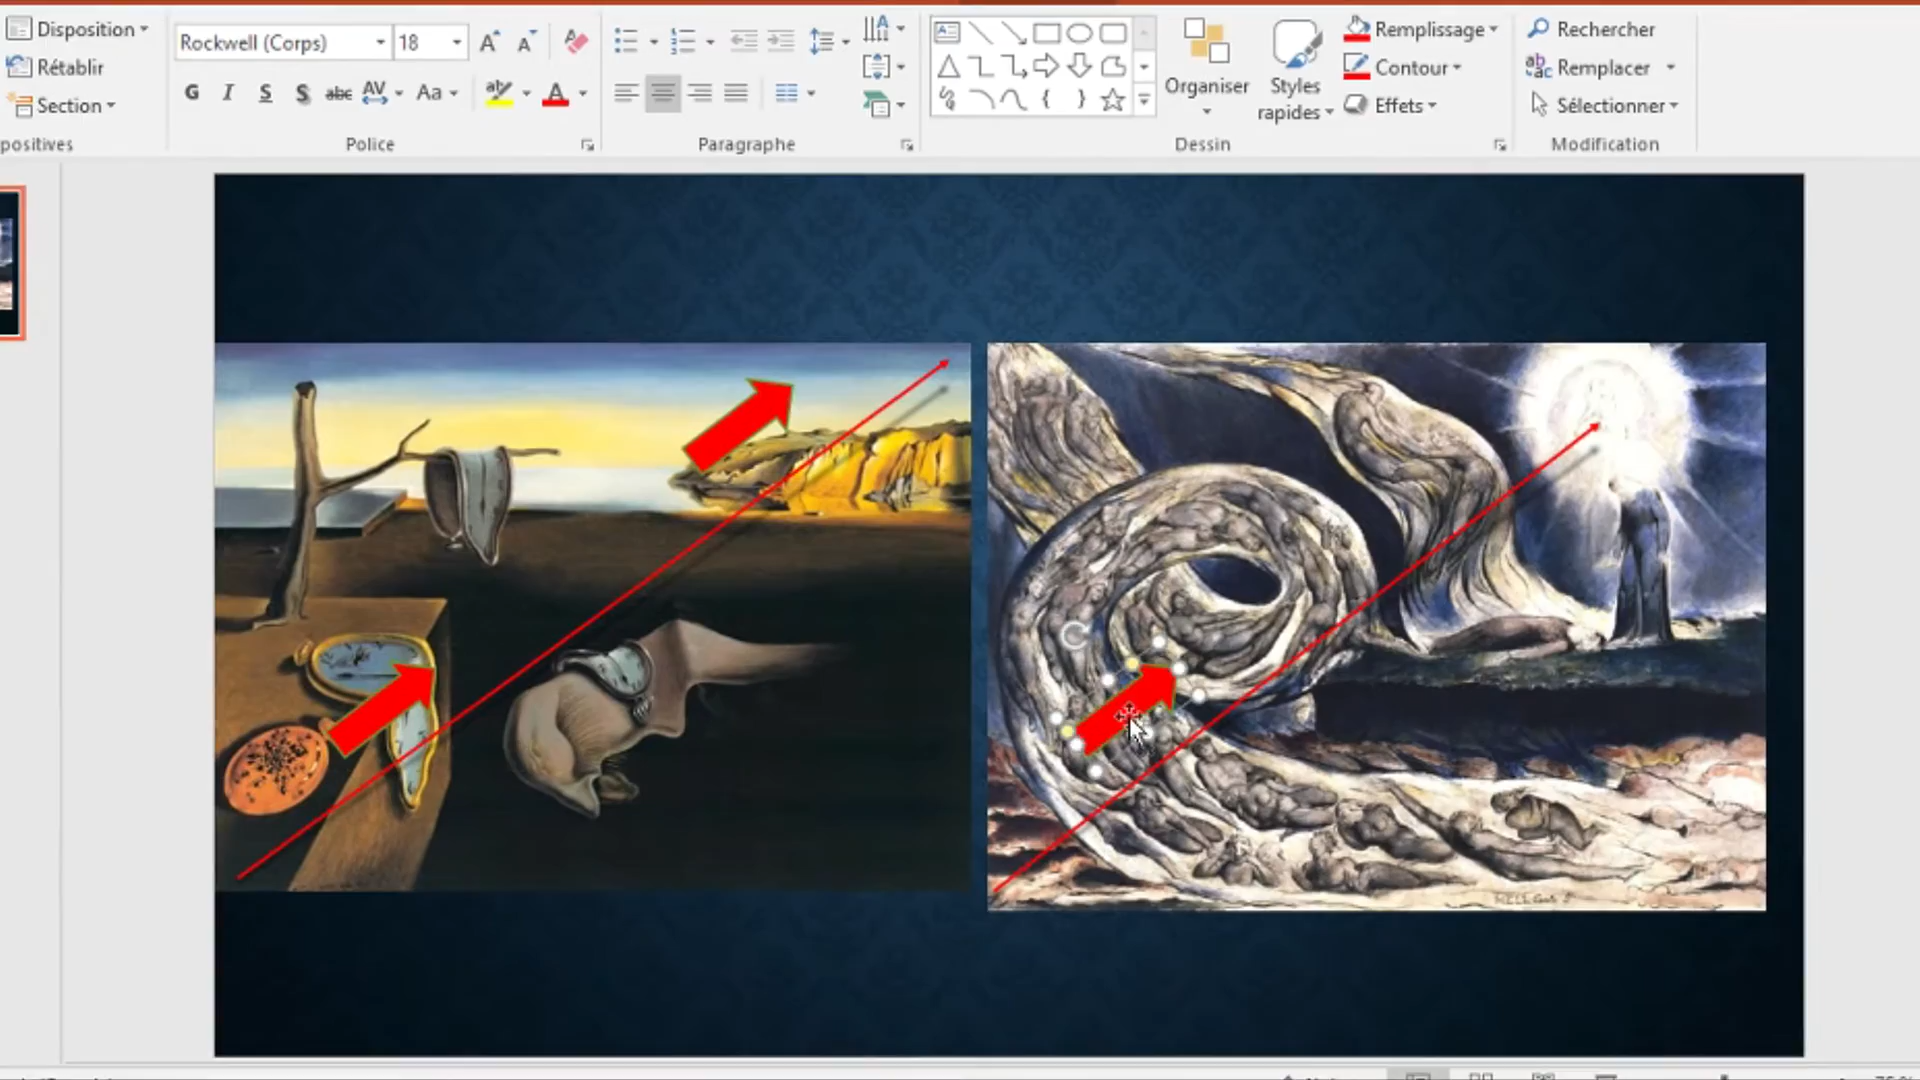 Disposition
Rétablir
Section
positives
Rockwell (Corps) 18
G I S S abc AV Aa
Police
Paragraphe
Organiser
Styles
rapides
Remplissage
Contour
Effets
Dessin
Rechercher
Remplacer
Sélectionner
Modification